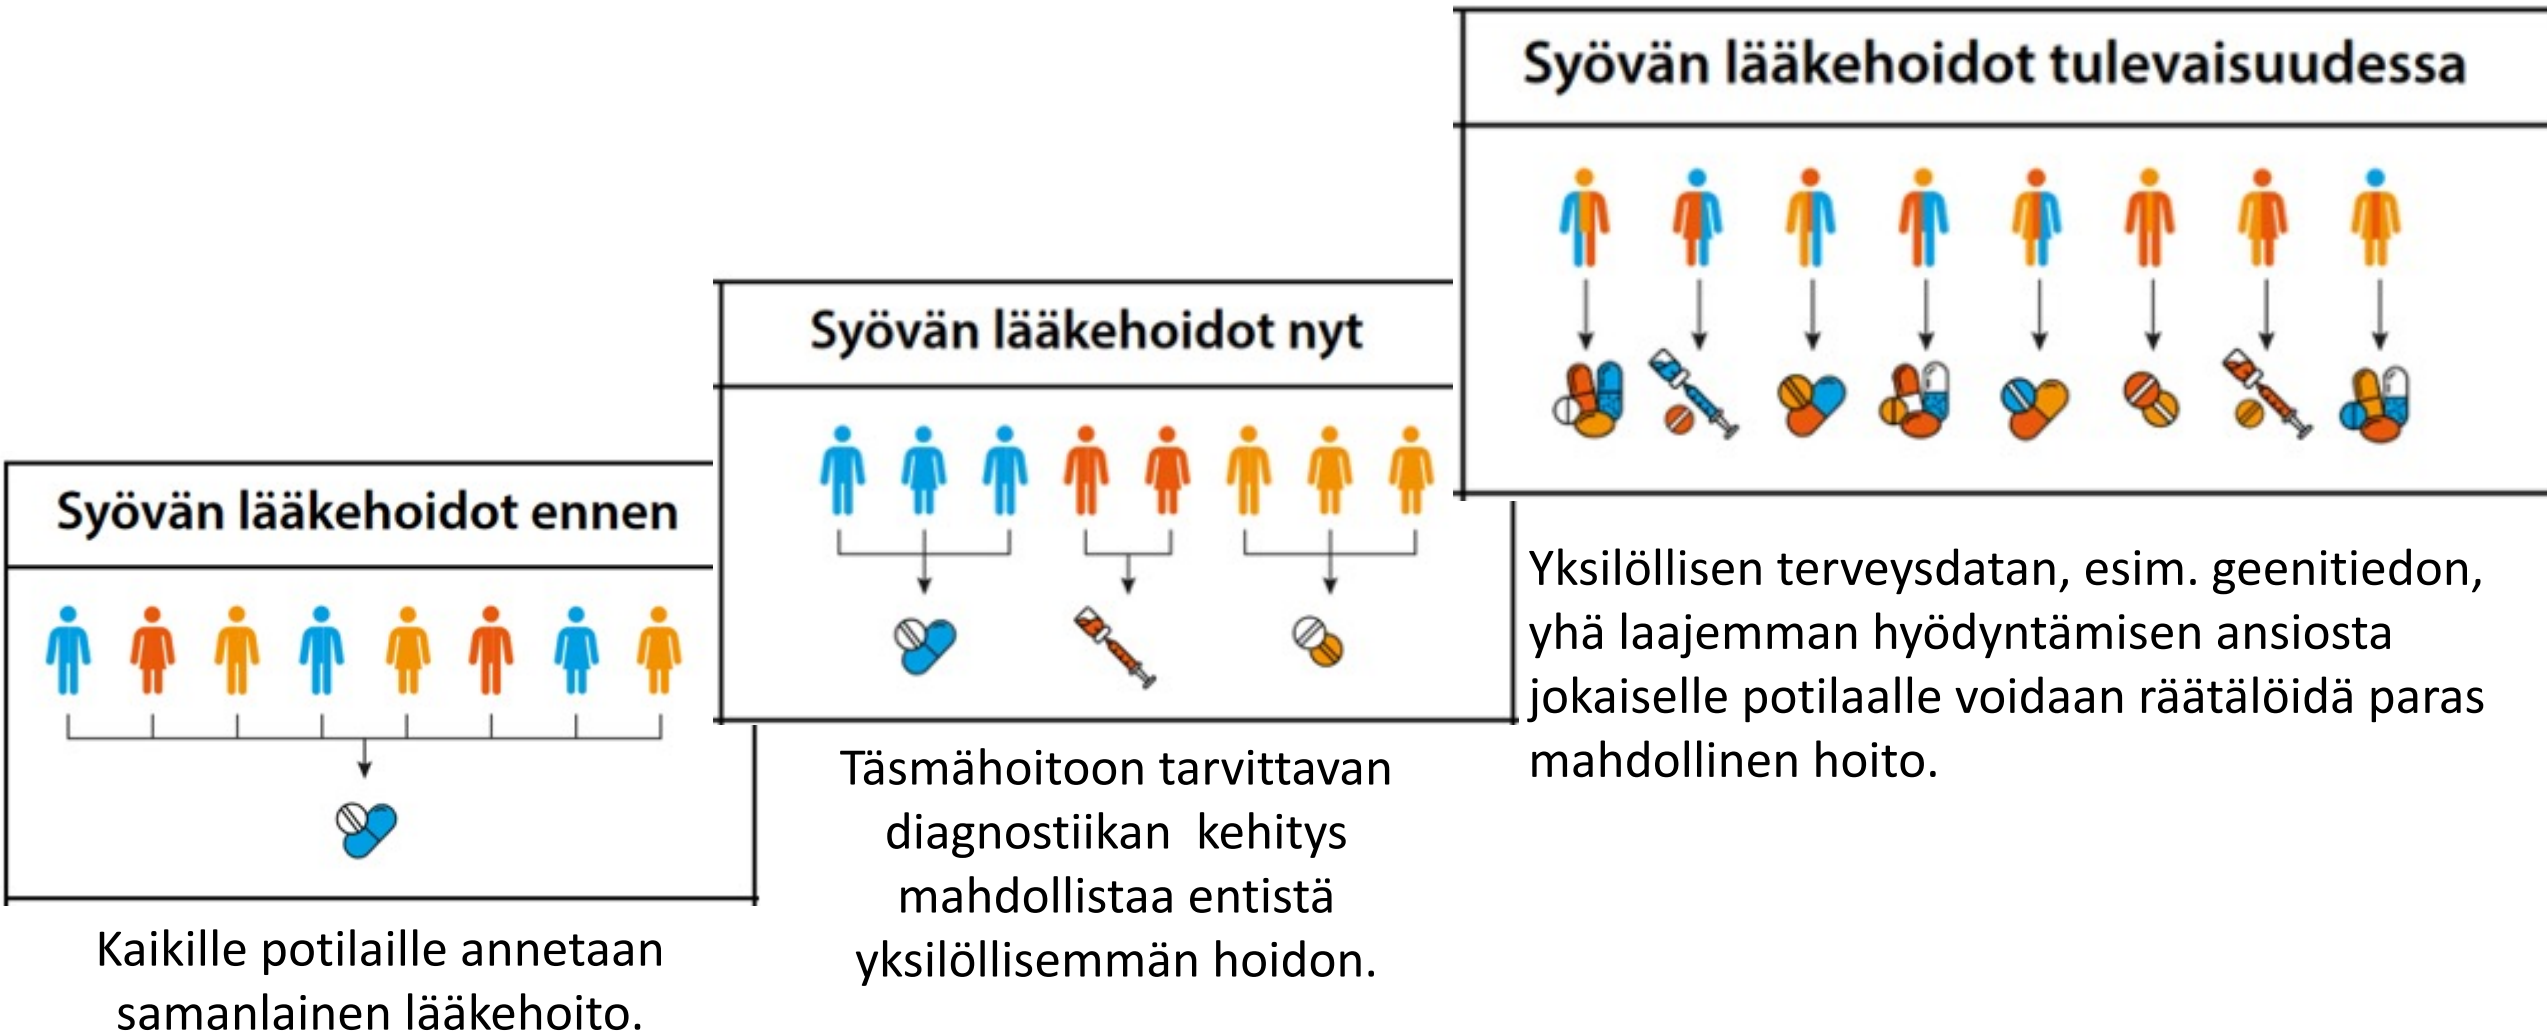 Syövän lääkehoidot ennen
Kaikille potilaille annetaan
samanlainen lääkehoito.
Syövän lääkehoidot nyt
Täsmähoitoon tarvittavan
diagnostiikan  kehitys
mahdollistaa entistä
yksilöllisemmän hoidon.
Syövän lääkehoidot tulevaisuudessa
Yksilöllisen terveysdatan, esim. geenitiedon,
yhä laajemman hyödyntämisen ansiosta
jokaiselle potilaalle voidaan räätälöidä paras
mahdollinen hoito.